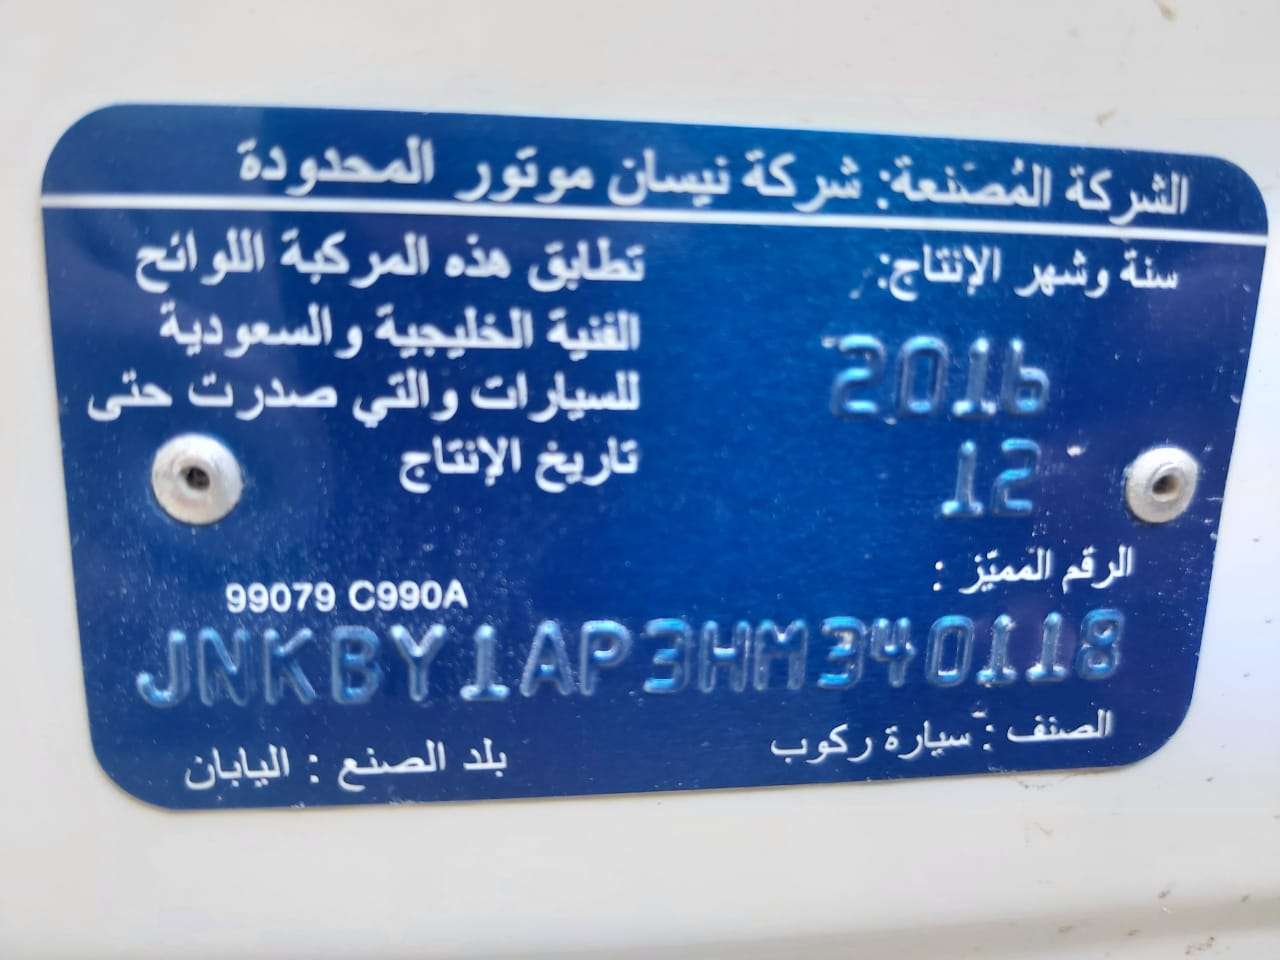 الشركة المُصَنعة: شركة نيسان موتور المحدودة
سنة وشهر الإنتاج:
2016
12
تطابق هذه المركبة اللوائح
الفنية الخليجية والسعودية
للسيارات والتي صدرت حتى
تاريخ الإنتاج
الرقم المميّز :
99079 C990A
JNKBY1AP3HM340118
الصنف : سيارة ركوب
بلد الصنع : اليابان